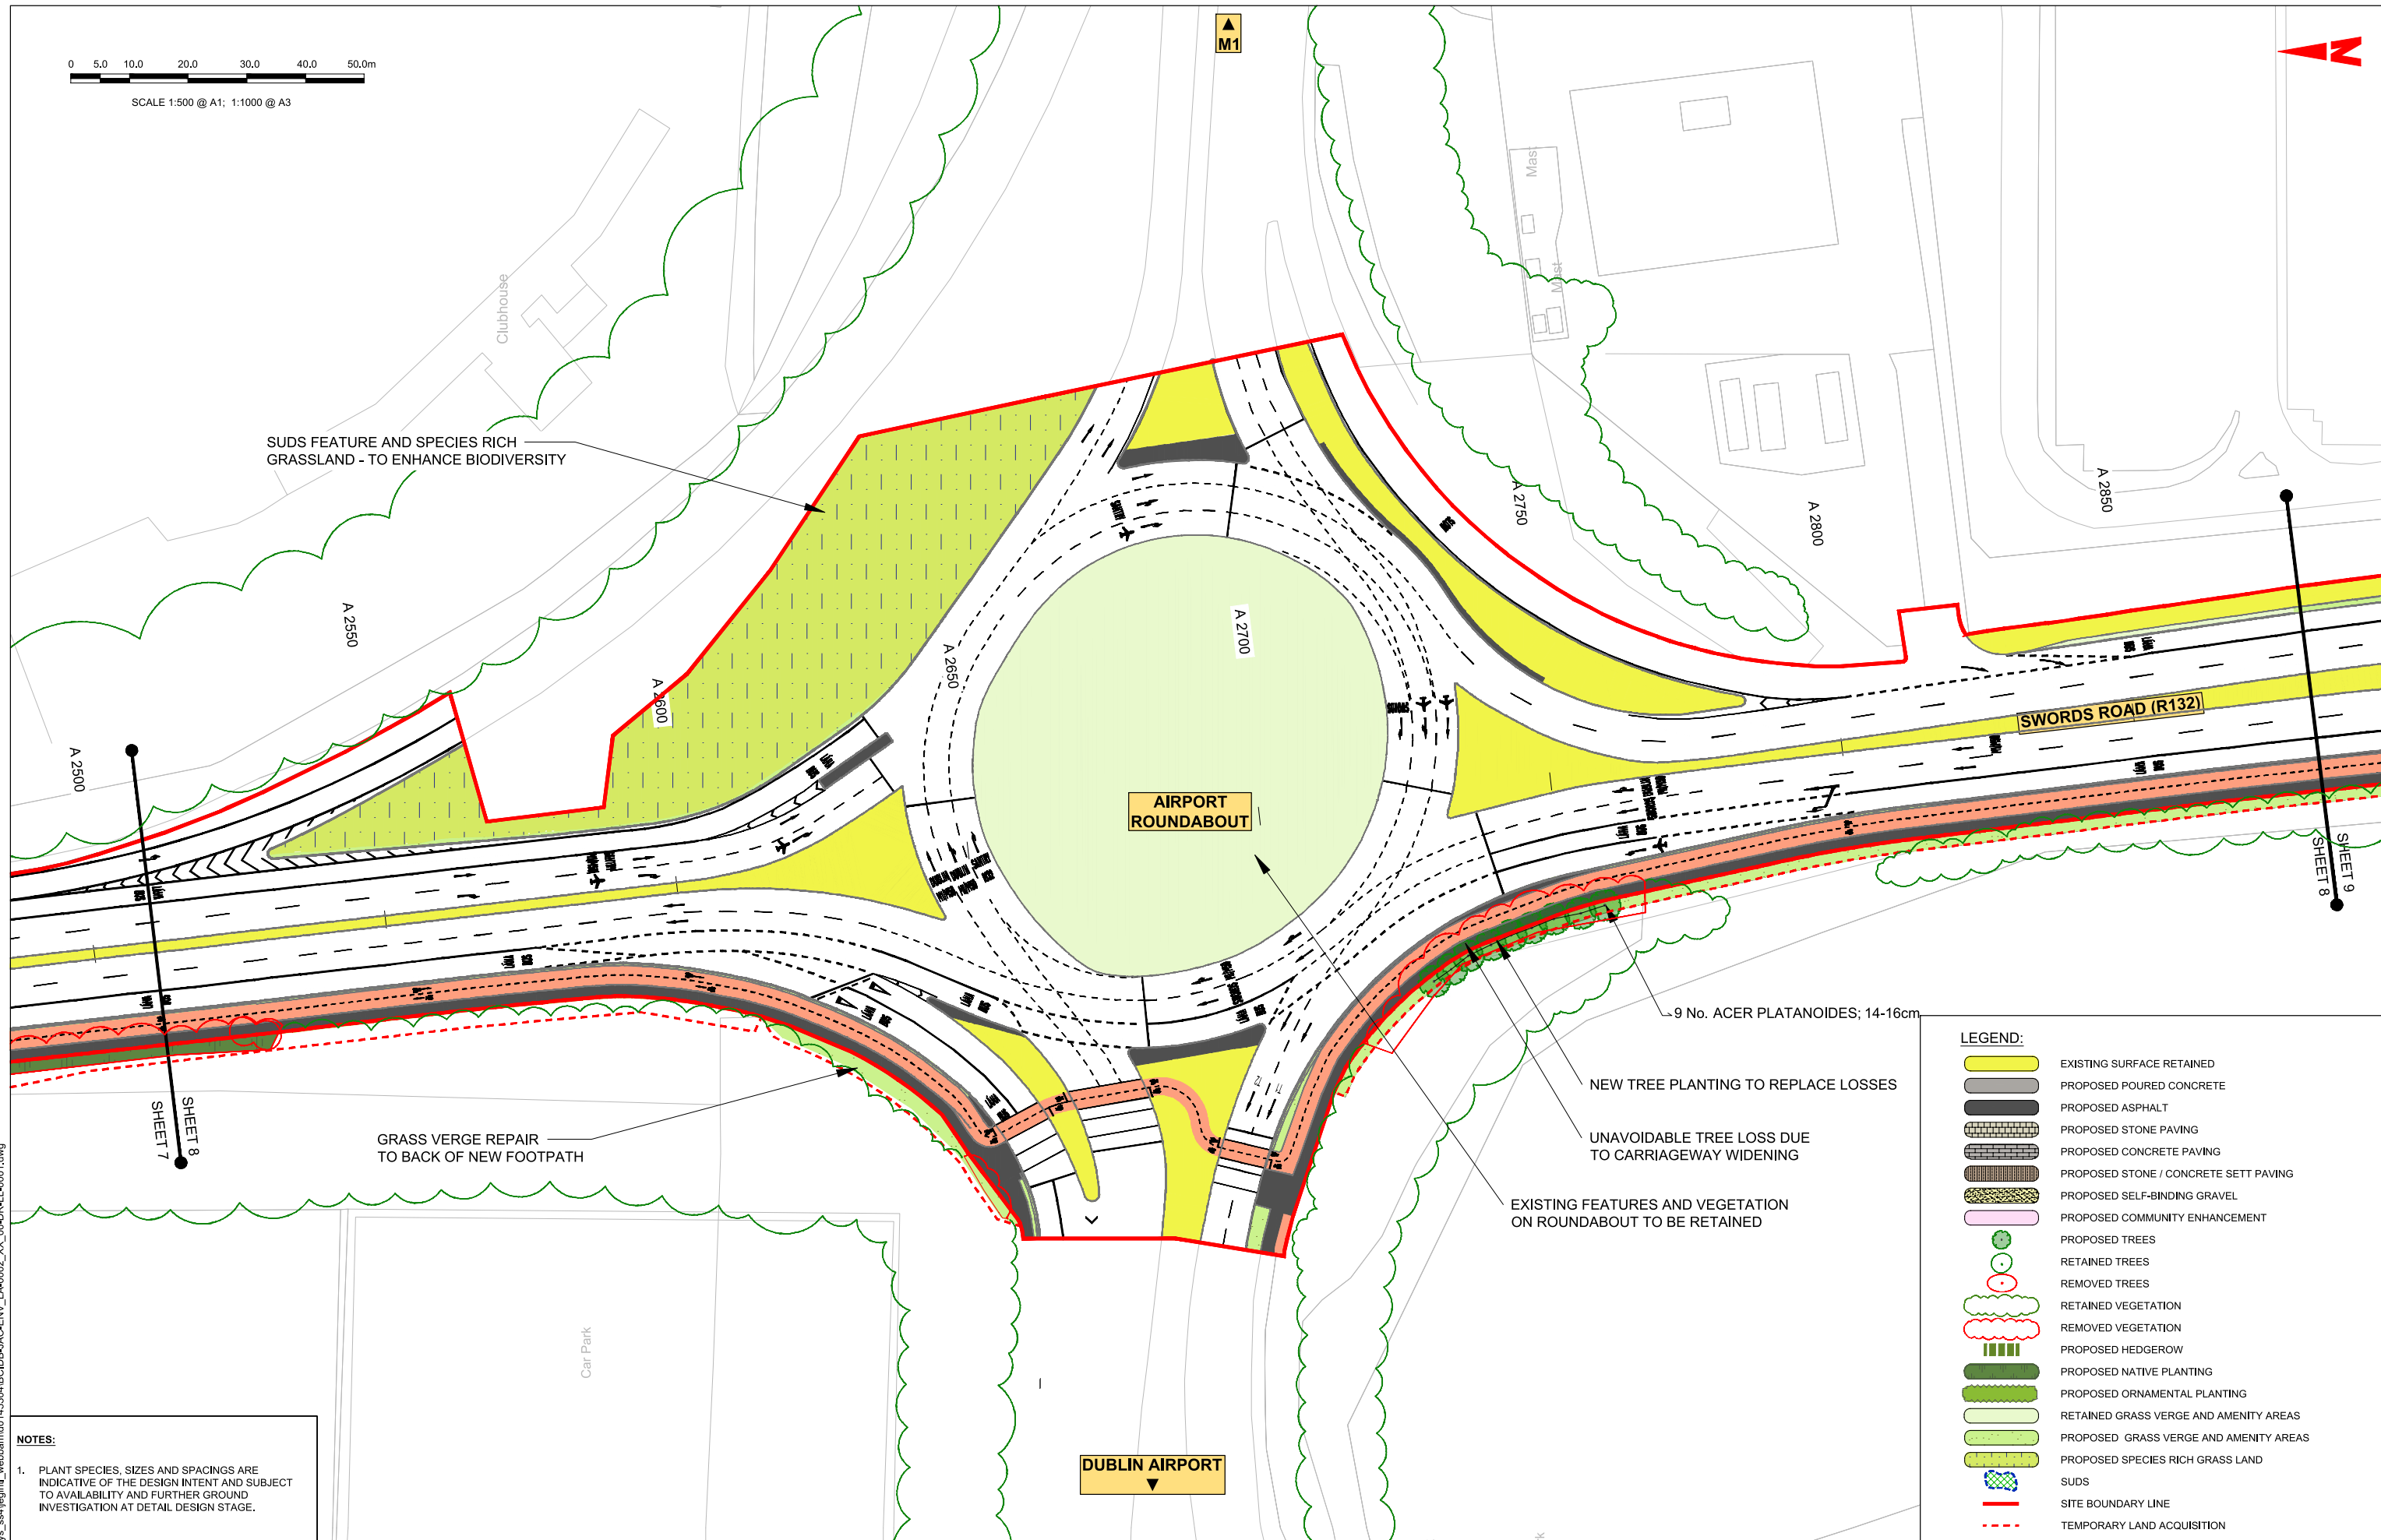 0 5.0 10.0 20.0 30.0 40.0 50.0m
SCALE 1:500 @ A1; 1:1000 @ A3
M1
N
Mast
Mast
Clubhouse
SUDS FEATURE AND SPECIES RICH
GRASSLAND - TO ENHANCE BIODIVERSITY
A 2500
A 2550
A 2600
A 2650
A 2700
A 2750
A 2800
A 2850
SWORDS ROAD (R132)
AIRPORT
ROUNDABOUT
SHEET 9
SHEET 8
SHEET 8
SHEET 7
9 No. ACER PLATANOIDES; 14-16cm
NEW TREE PLANTING TO REPLACE LOSSES
UNAVOIDABLE TREE LOSS DUE
TO CARRIAGEWAY WIDENING
EXISTING FEATURES AND VEGETATION
ON ROUNDABOUT TO BE RETAINED
GRASS VERGE REPAIR
TO BACK OF NEW FOOTPATH
Car Park
DUBLIN AIRPORT
NOTES:
1. PLANT SPECIES, SIZES AND SPACINGS ARE
INDICATIVE OF THE DESIGN INTENT AND SUBJECT
TO AVAILABILITY AND FURTHER GROUND
INVESTIGATION AT DETAIL DESIGN STAGE.
LEGEND:
EXISTING SURFACE RETAINED
PROPOSED POURED CONCRETE
PROPOSED ASPHALT
PROPOSED STONE PAVING
PROPOSED CONCRETE PAVING
PROPOSED STONE / CONCRETE SETT PAVING
PROPOSED SELF-BINDING GRAVEL
PROPOSED COMMUNITY ENHANCEMENT
PROPOSED TREES
RETAINED TREES
REMOVED TREES
RETAINED VEGETATION
REMOVED VEGETATION
PROPOSED HEDGEROW
PROPOSED NATIVE PLANTING
PROPOSED ORNAMENTAL PLANTING
RETAINED GRASS VERGE AND AMENITY AREAS
PROPOSED GRASS VERGE AND AMENITY AREAS
PROPOSED SPECIES RICH GRASS LAND
SUDS
SITE BOUNDARY LINE
TEMPORARY LAND ACQUISITION